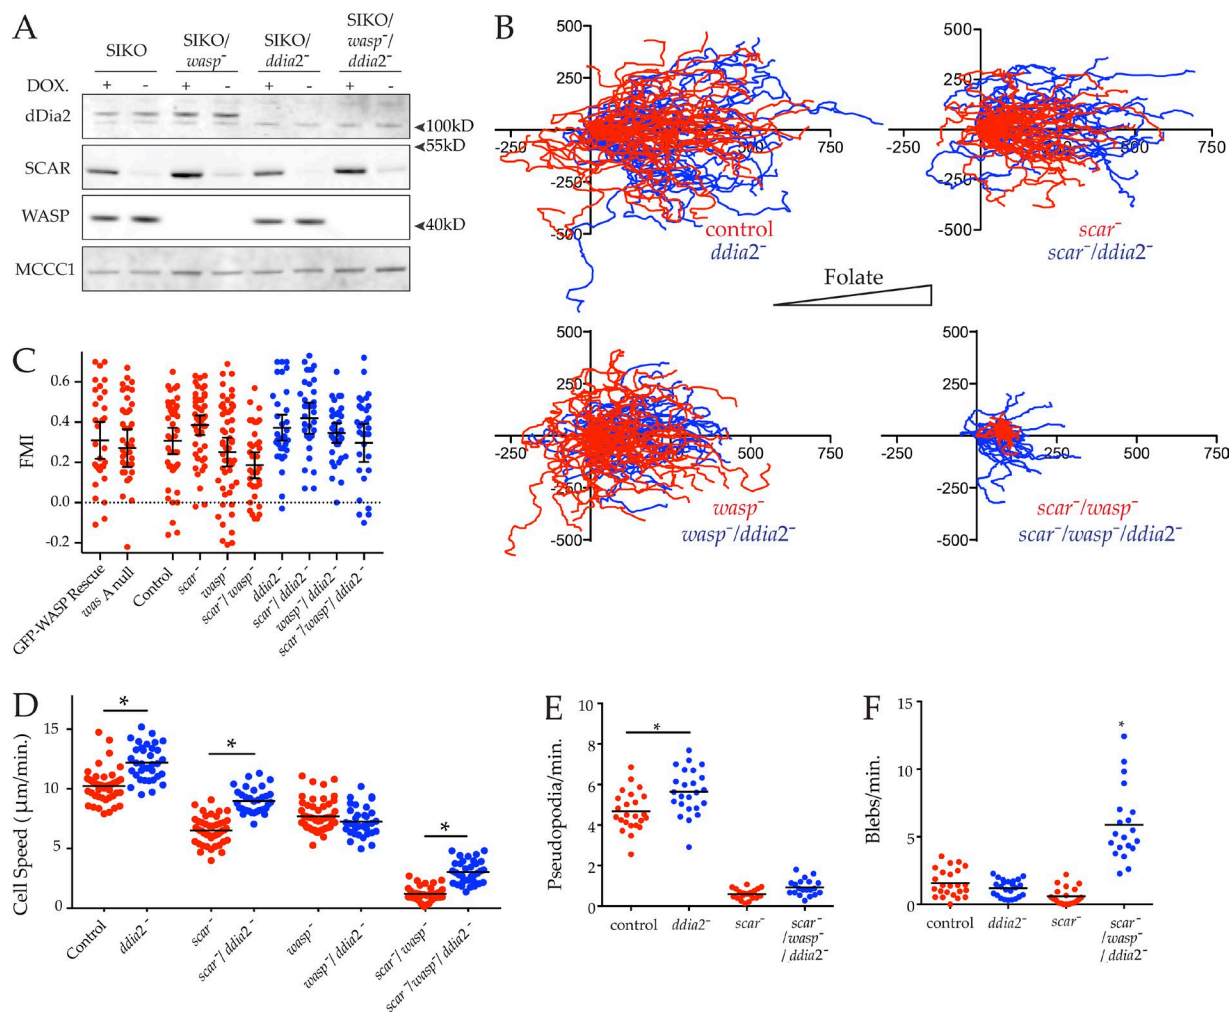 A
SIKO
SIKO/
wasp⁻
SIKO/
ddia2⁻
SIKO/
wasp⁻/
ddia2⁻
DOX. + - + - + - + -
dDia2
100kD
55kD
SCAR
WASP
40kD
MCCC1
B
500
250
-250
-500
-250 250 500 750
control
ddia2⁻
500
250
-250
-500
-250 250 500 750
scar⁻
scar⁻/ddia2⁻
Folate
500
250
-250
-500
-250 250 500 750
wasp⁻
wasp⁻/ddia2⁻
500
250
-250
-500
-250 250 500 750
scar⁻/wasp⁻
scar⁻/wasp⁻/ddia2⁻
C
FMI
0.6
0.4
0.2
0.0
-0.2
GFP-WASP Rescue
was A null
Control
scar⁻
wasp⁻
scar⁻/wasp⁻
ddia2⁻
scar⁻/ddia2⁻
wasp⁻/ddia2⁻
scar⁻/wasp⁻/ddia2⁻
D
Cell Speed (μm/min.)
15
10
5
0
* * *
Control
ddia2⁻
scar⁻
scar⁻/ddia2⁻
wasp⁻
wasp⁻/ddia2⁻
scar⁻/wasp⁻
scar⁻/wasp⁻/ddia2⁻
E
Pseudopodia/min.
10
8
6
4
2
0
*
control
ddia2⁻
scar⁻
scar⁻
/wasp⁻
/ddia2⁻
F
Blebs/min.
15
10
5
0
*
control
ddia2⁻
scar⁻
scar⁻
/wasp⁻
/ddia2⁻